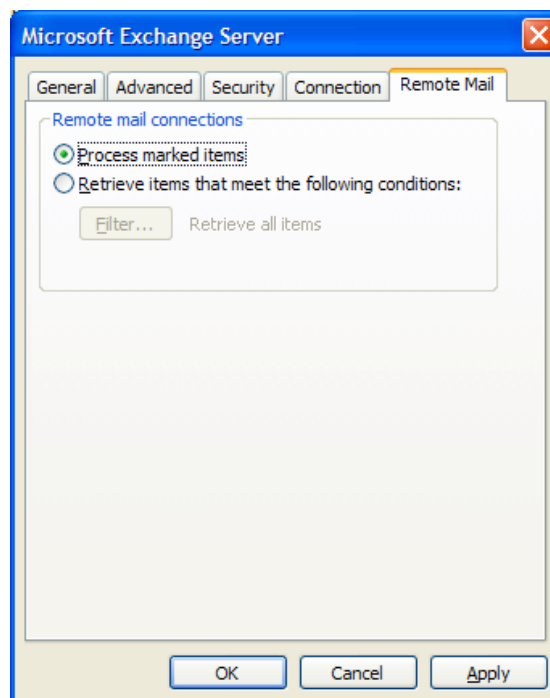 Microsoft Exchange Server
General Advanced Security Connection Remote Mail
Remote mail connections
Process marked items
Retrieve items that meet the following conditions:
Filter... Retrieve all items
OK Cancel Apply